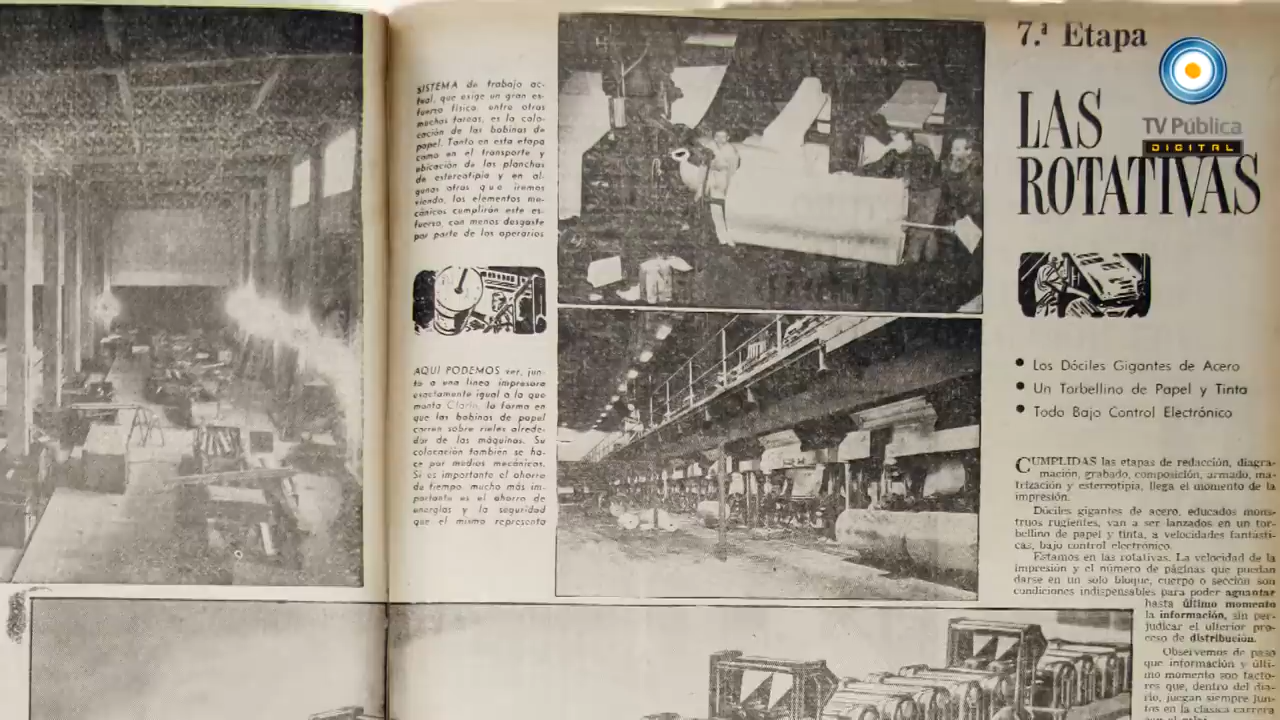 SISTEMA de trabajo ac-
tual, que exige un gran es-
fuerzo físico, entre otras
muchas tareas, es la colo-
cación de las bobinas de
papel. Tanto en esta etapa
como en el transporte y
ubicación de las planchas
de estereotipia y en al-
gunas otras que iremos
viendo, los elementos me-
cánicos cumplirán este es-
fuerzo, con menos desgaste
por parte de los operarios
AQUI PODEMOS ver, jun-
to a una línea impresora
exactamente igual a la que
monta Clarín, la forma en
que las bobinas de papel
corren sobre rieles alrede-
dor de las máquinas. Su
colocación también se ha-
ce por medios mecánicos.
Si es importante el ahorro
de tiempo, mucho más im-
portante es el ahorro de
energías y la seguridad
que el mismo representa
7.ª Etapa
LAS
ROTATIVAS
TV Pública
DIGITAL
• Los Dóciles Gigantes de Acero
• Un Torbellino de Papel y Tinta
• Todo Bajo Control Electrónico
CUMPLIDAS las etapas de redacción, diagra-
mación, grabado, composición, armado, ma-
trización y estereotipia, llega el momento de la
impresión.
Dóciles gigantes de acero, educados mons-
truos rugientes, van a ser lanzados en un tor-
bellino de papel y tinta, a velocidades fantásti-
cas, bajo control electrónico.
Estamos en las rotativas. La velocidad de la
impresión y el número de páginas que puedan
darse en un solo bloque, cuerpo o sección son
condiciones indispensables para poder aguantar
hasta último momento
la información, sin per-
judicar el ulterior pro-
ceso de distribución.
Observemos de paso
que información y últi-
mo momento son facto-
res que, dentro del dia-
rio, juegan siempre jun-
tos en la clásica carrera